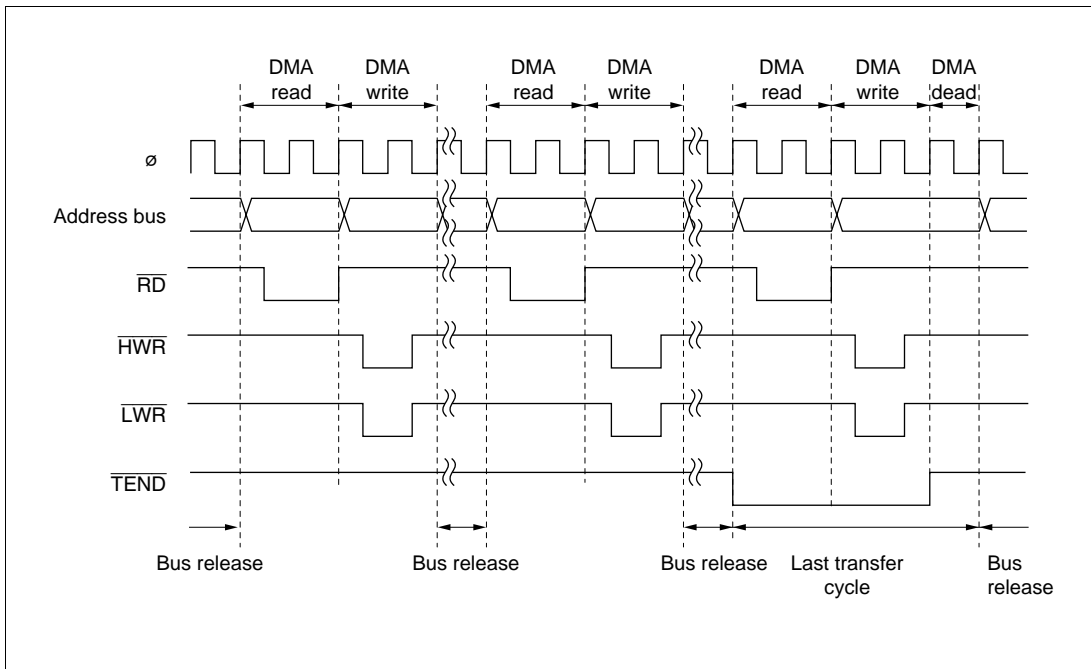 DMA read
DMA write
DMA read
DMA write
DMA read
DMA write
DMA dead
ø
Address bus
RD
HWR
LWR
TEND
Bus release
Bus release
Bus release
Last transfer cycle
Bus release